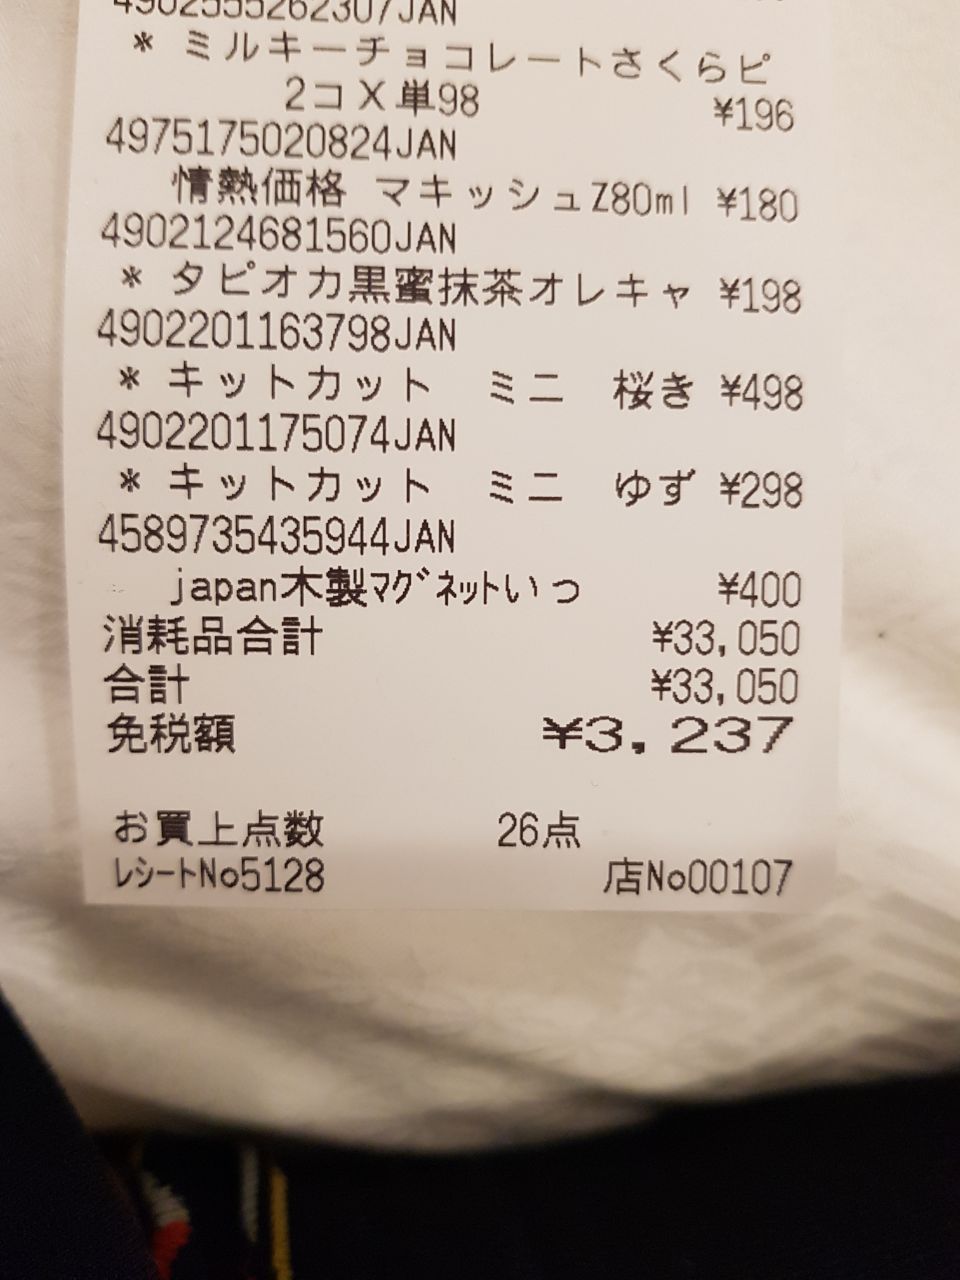 4902555262307JAN
* ミルキーチョコレートさくらピ
2コX単98 ¥196
4975175020824JAN
情熱価格 マキッシュZ80ml ¥180
4902124681560JAN
* タピオカ黒蜜抹茶オレキャ ¥198
4902201163798JAN
* キットカット ミニ 桜き ¥498
4902201175074JAN
* キットカット ミニ ゆず ¥298
4589735435944JAN
japan木製ﾏｸﾞﾈｯﾄいつ ¥400
消耗品合計 ¥33,050
合計 ¥33,050
免税額 ¥3,237
お買上点数 26点
ﾚｼｰﾄNo5128 店No00107